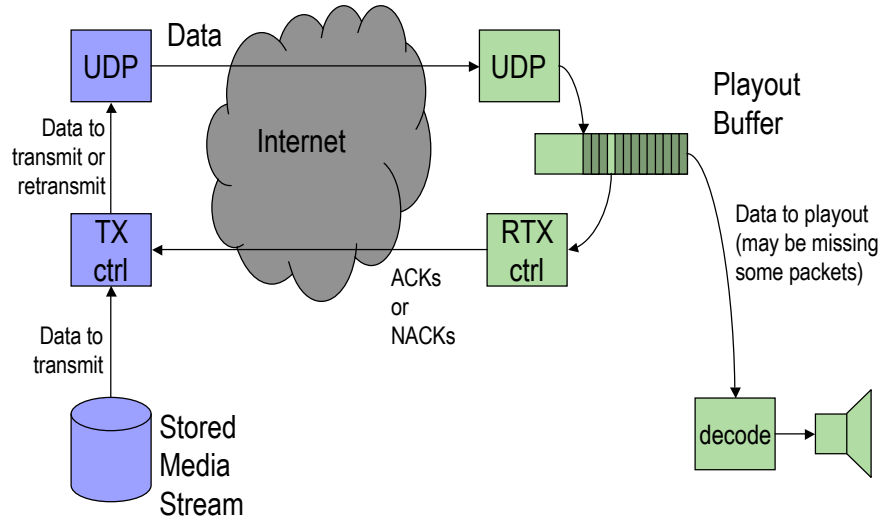 Data
UDP
UDP
Playout
Buffer
Data to
transmit or
retransmit
Internet
TX
ctrl
RTX
ctrl
Data to playout
(may be missing
some packets)
ACKs
or
NACKs
Data to
transmit
Stored
Media
Stream
decode